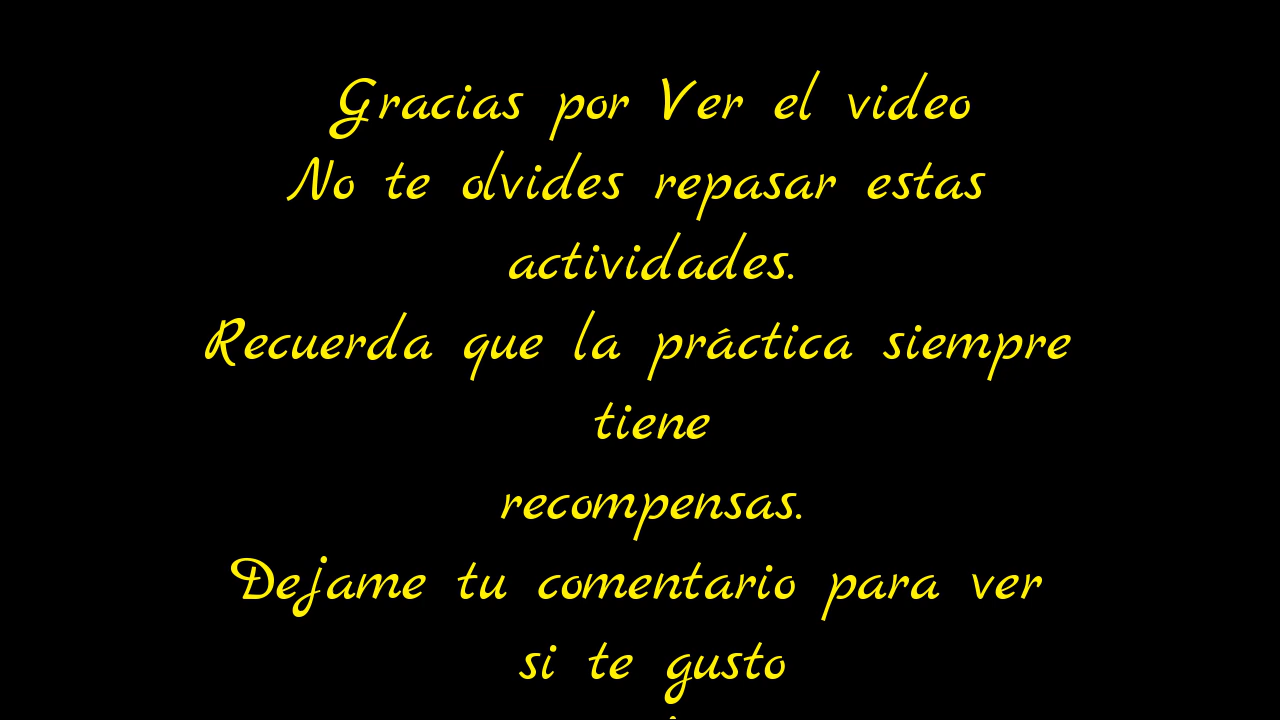 Gracias por Ver el video
No te olvides repasar estas
actividades.
Recuerda que la práctica siempre
tiene
recompensas.
Dejame tu comentario para ver
si te gusto